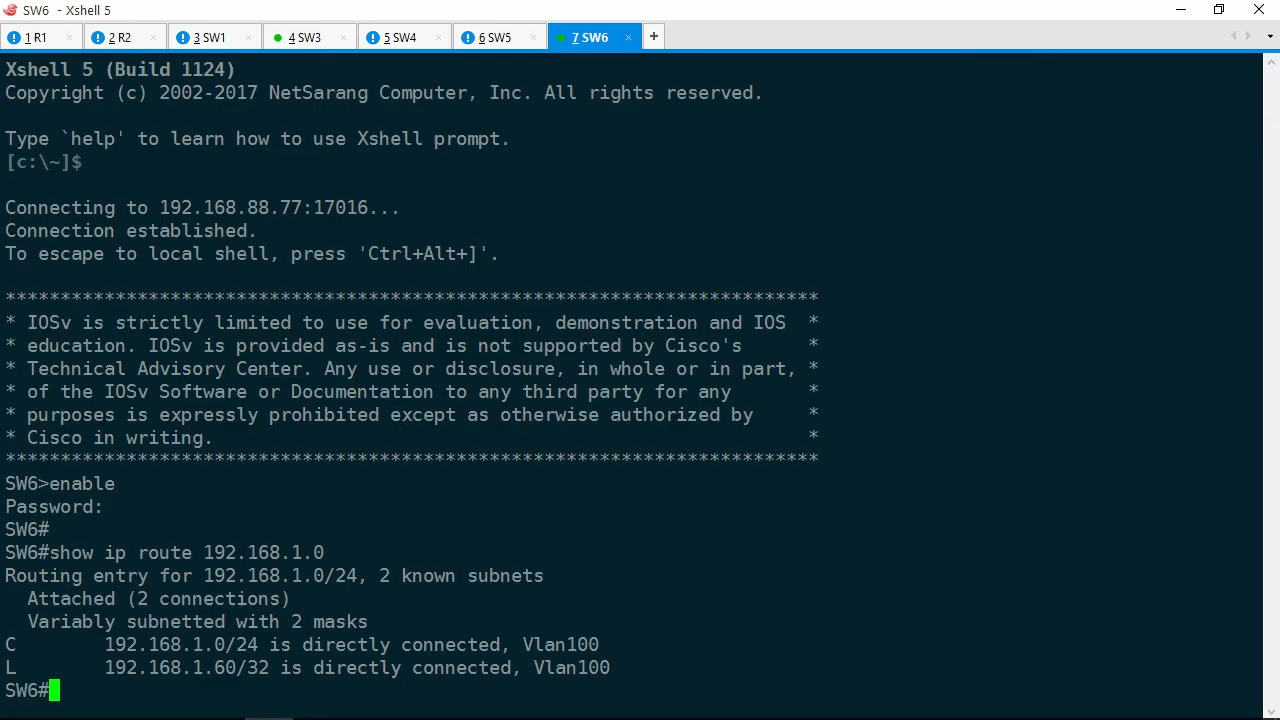 SW6 - Xshell 5
1 R1 × 2 R2 × 3 SW1 × 4 SW3 × 5 SW4 × 6 SW5 × 7 SW6 × +
Xshell 5 (Build 1124)
Copyright (c) 2002-2017 NetSarang Computer, Inc. All rights reserved.
Type `help' to learn how to use Xshell prompt.
[c:\~]$
Connecting to 192.168.88.77:17016...
Connection established.
To escape to local shell, press 'Ctrl+Alt+]'.
**************************************************************************
* IOSv is strictly limited to use for evaluation, demonstration and IOS  *
* education. IOSv is provided as-is and is not supported by Cisco's      *
* Technical Advisory Center. Any use or disclosure, in whole or in part, *
* of the IOSv Software or Documentation to any third party for any       *
* purposes is expressly prohibited except as otherwise authorized by     *
* Cisco in writing.                                                      *
**************************************************************************
SW6>enable
Password:
SW6#
SW6#show ip route 192.168.1.0
Routing entry for 192.168.1.0/24, 2 known subnets
  Attached (2 connections)
  Variably subnetted with 2 masks
C        192.168.1.0/24 is directly connected, Vlan100
L        192.168.1.60/32 is directly connected, Vlan100
SW6#